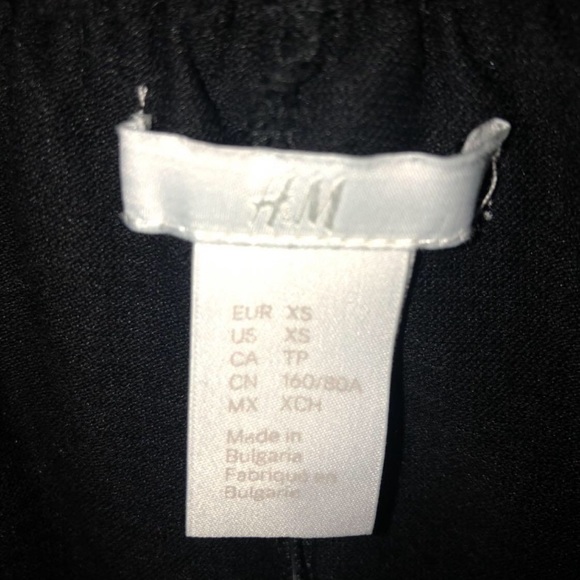 H&M
EUR XS
US XS
CA TP
CN 160/80A
MX XCH
Made in
Bulgaria
Fabriqué en
Bulgarie